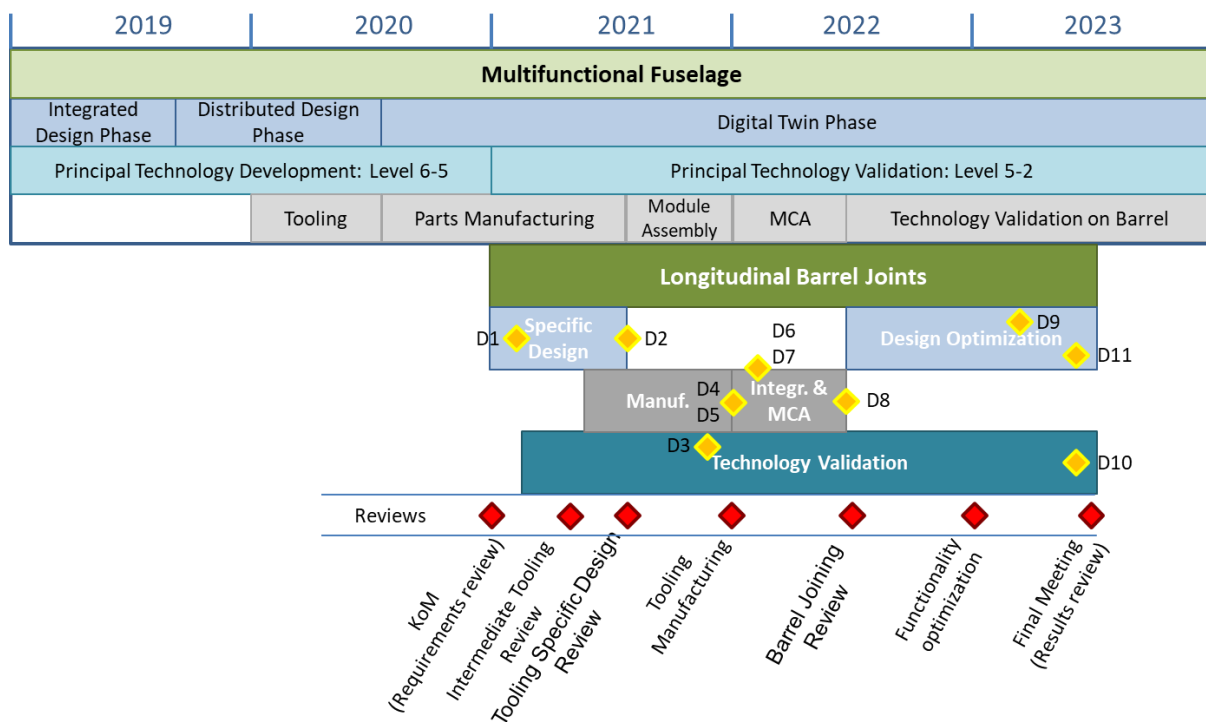 2019 2020 2021 2022 2023
Multifunctional Fuselage
Integrated
Design Phase
Distributed Design
Phase
Digital Twin Phase
Principal Technology Development: Level 6-5
Principal Technology Validation: Level 5-2
Tooling
Parts Manufacturing
Module
Assembly
MCA
Technology Validation on Barrel
Longitudinal Barrel Joints
D1
Specific
Design
D2
D6
D7
D9
Design Optimization
D11
Manuf.
D4
D5
Integr. &
MCA
D8
D3
Technology Validation
D10
Reviews
KoM
(Requirements review)
Intermediate Tooling
Review
Tooling Specific Design
Review
Tooling
Manufacturing
Barrel Joining
Review
Functionality
optimization
Final Meeting
(Results review)